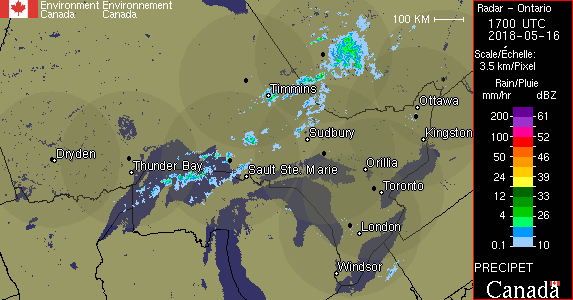 Environment Environnement
Canada Canada
100 KM
Timmins
Ottawa
Sudbury
Kingston
Dryden
Thunder Bay
Sault Ste. Marie
Orillia
Toronto
London
Windsor
Radar - Ontario
1700 UTC
2018-05-16
Scale/Échelle:
3.5 km/Pixel
Rain/Pluie
mm/hr dBZ
200 61
100 52
50 46
24 39
12 33
4 26
0.1 10
PRECIPET
Canada